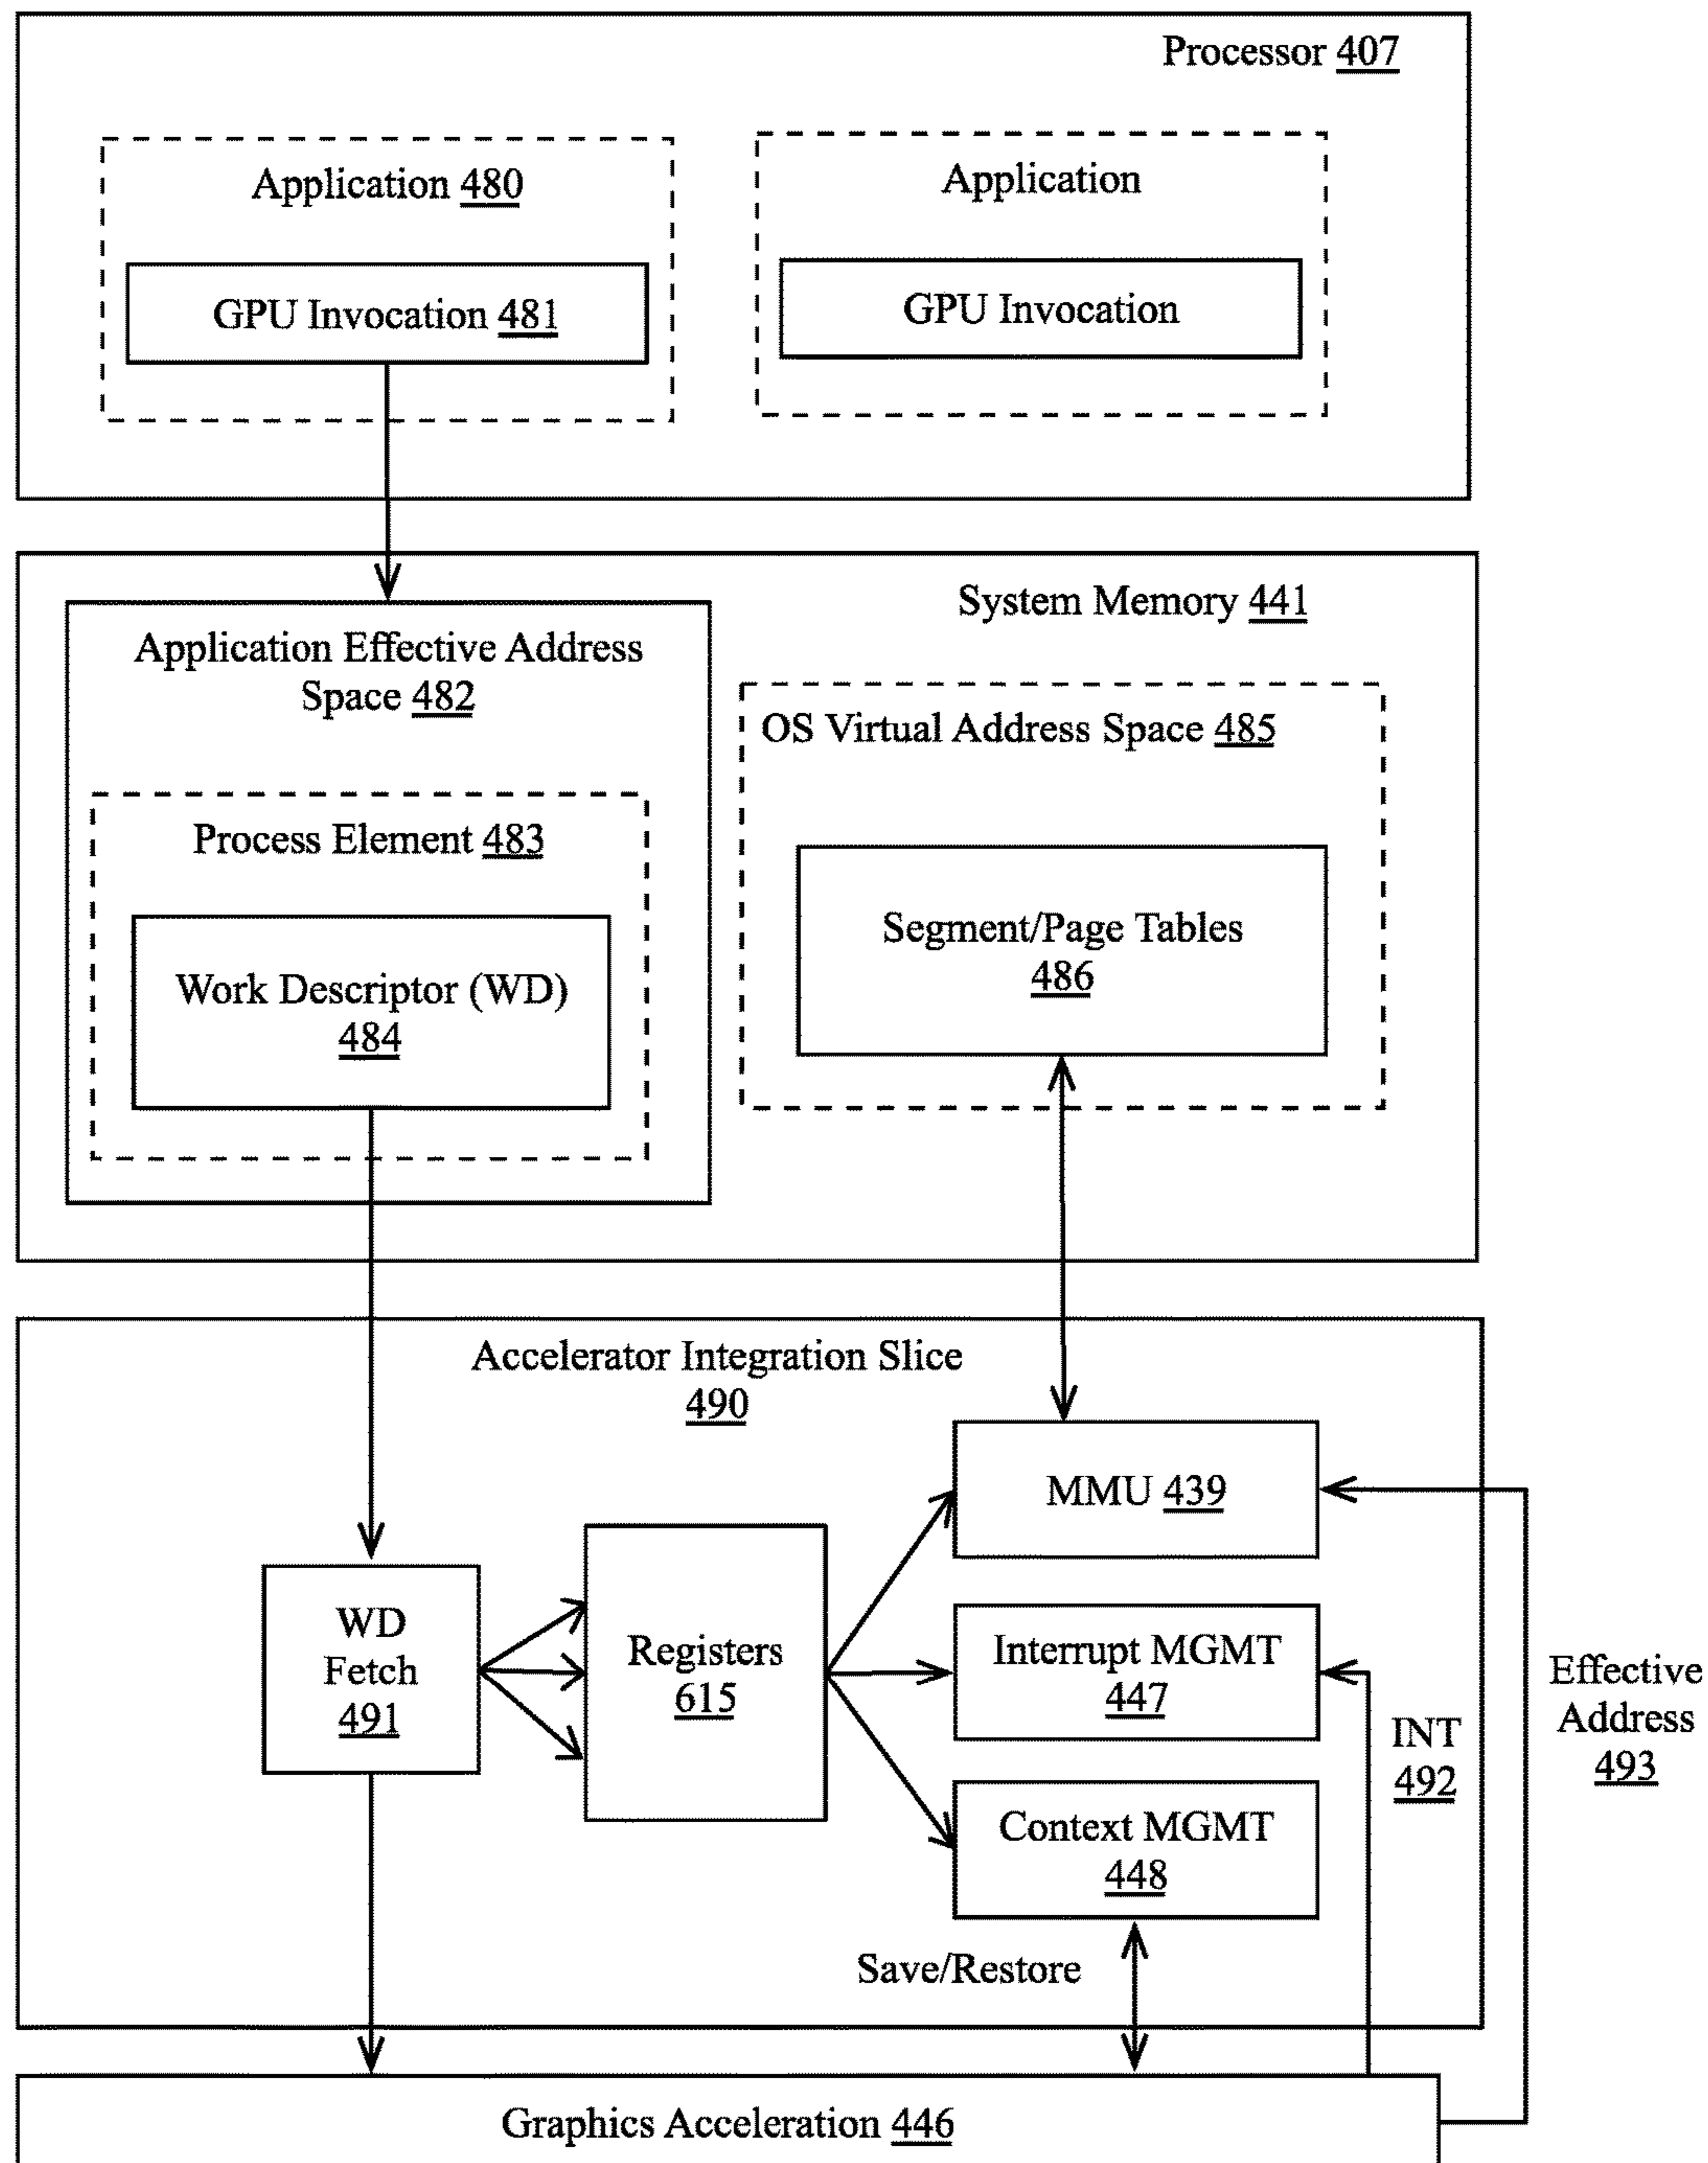 Processor 407
Application 480
Application
GPU Invocation 481
GPU Invocation
System Memory 441
Application Effective Address
Space 482
OS Virtual Address Space 485
Process Element 483
Segment/Page Tables
486
Work Descriptor (WD)
484
Accelerator Integration Slice
490
MMU 439
WD
Fetch
491
Registers
615
Interrupt MGMT
447
Effective
Address
493
INT
492
Context MGMT
448
Save/Restore
Graphics Acceleration 446